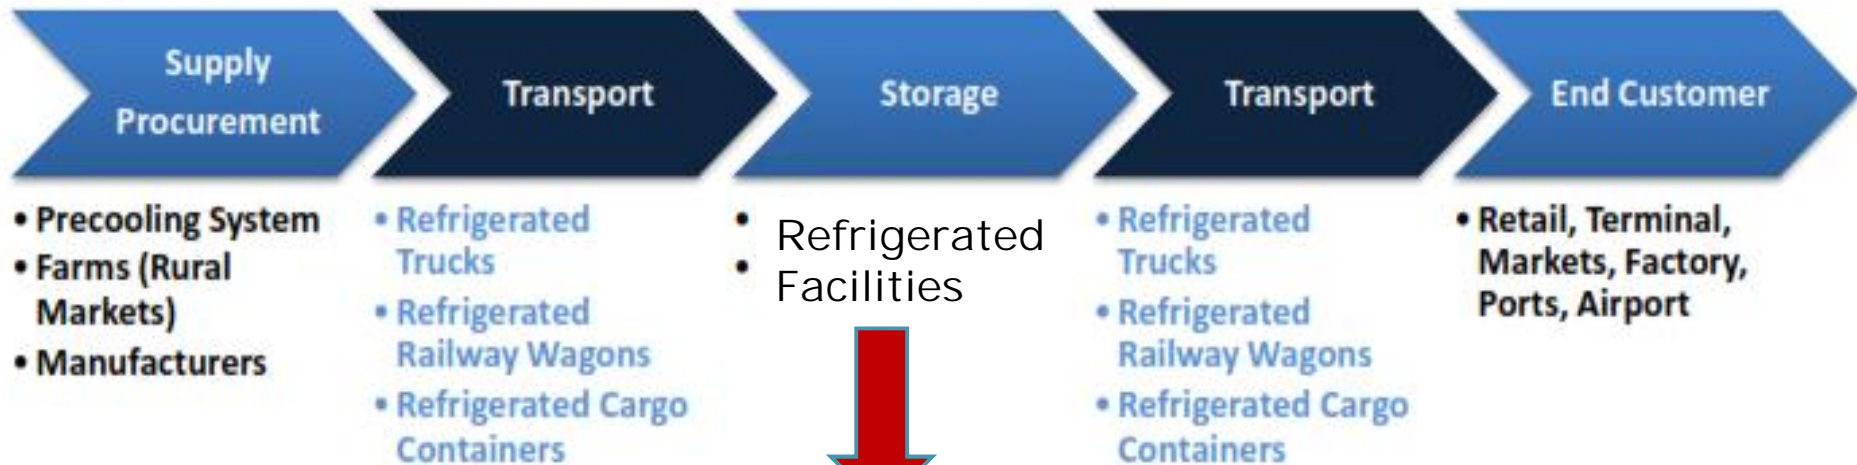 Supply
Procurement
Transport
Storage
Transport
End Customer
• Precooling System
• Farms (Rural
Markets)
• Manufacturers
• Refrigerated
Trucks
• Refrigerated
Railway Wagons
• Refrigerated Cargo
Containers
• Refrigerated
• Facilities
• Refrigerated
Trucks
• Refrigerated
Railway Wagons
• Refrigerated Cargo
Containers
• Retail, Terminal,
Markets, Factory,
Ports, Airport